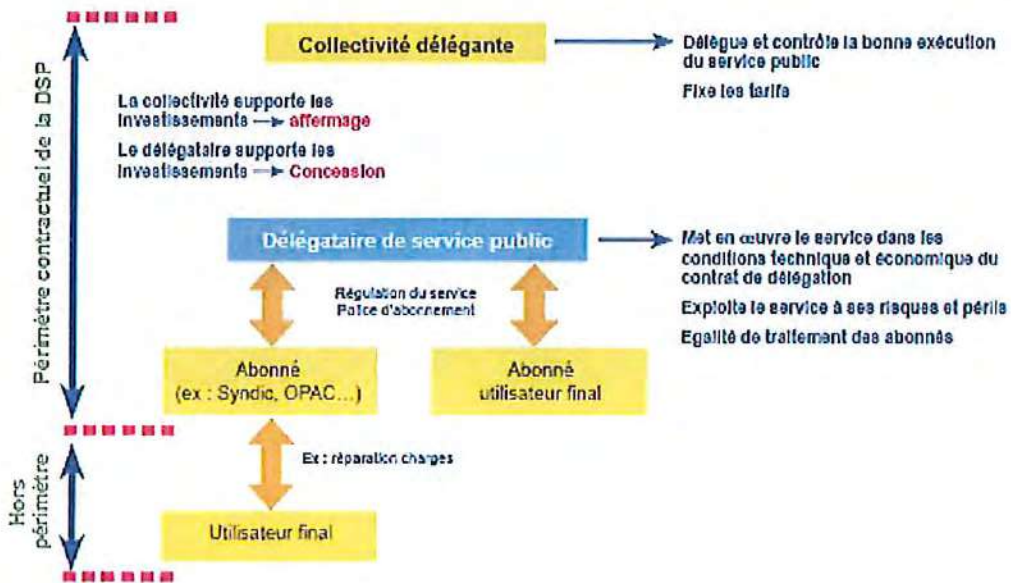 Périmètre contractuel de la DSP
Collectivité délégante
Délègue et contrôle la bonne exécution
du service public
Fixe les tarifs
La collectivité supporte les
investissements → affermage
Le délégataire supporte les
investissements → Concession
Délégataire de service public
Met en œuvre le service dans les
conditions technique et économique du
contrat de délégation
Exploite le service à ses risques et périls
Egalité de traitement des abonnés
Régulation du service
Police d'abonnement
Abonné
(ex : Syndic, OPAC...)
Abonné
utilisateur final
Hors
périmètre
Ex : réparation charges
Utilisateur final